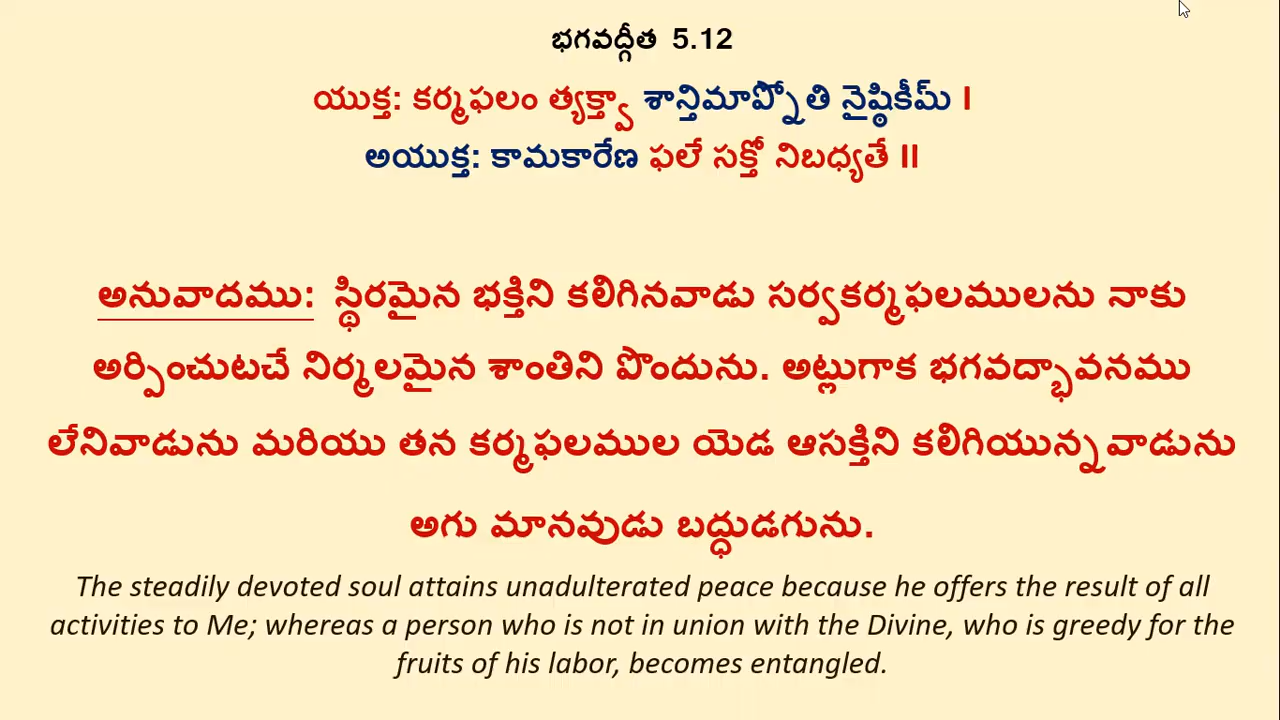 భగవద్గీత 5.12
యుక్త: కర్మఫలం త్యక్త్వా శాన్తిమాప్నోతి నైష్ఠికీమ్ I
అయుక్త: కామకారేణ ఫలే సక్తో నిబధ్యతే II
అనువాదము: స్థిరమైన భక్తిని కలిగినవాడు సర్వకర్మఫలములను నాకు
అర్పించుటచే నిర్మలమైన శాంతిని పొందును. అట్లుగాక భగవద్భావనము
లేనివాడును మరియు తన కర్మఫలముల యెడ ఆసక్తిని కలిగియున్నవాడును
అగు మానవుడు బద్ధుడగును.
The steadily devoted soul attains unadulterated peace because he offers the result of all
activities to Me; whereas a person who is not in union with the Divine, who is greedy for the
fruits of his labor, becomes entangled.